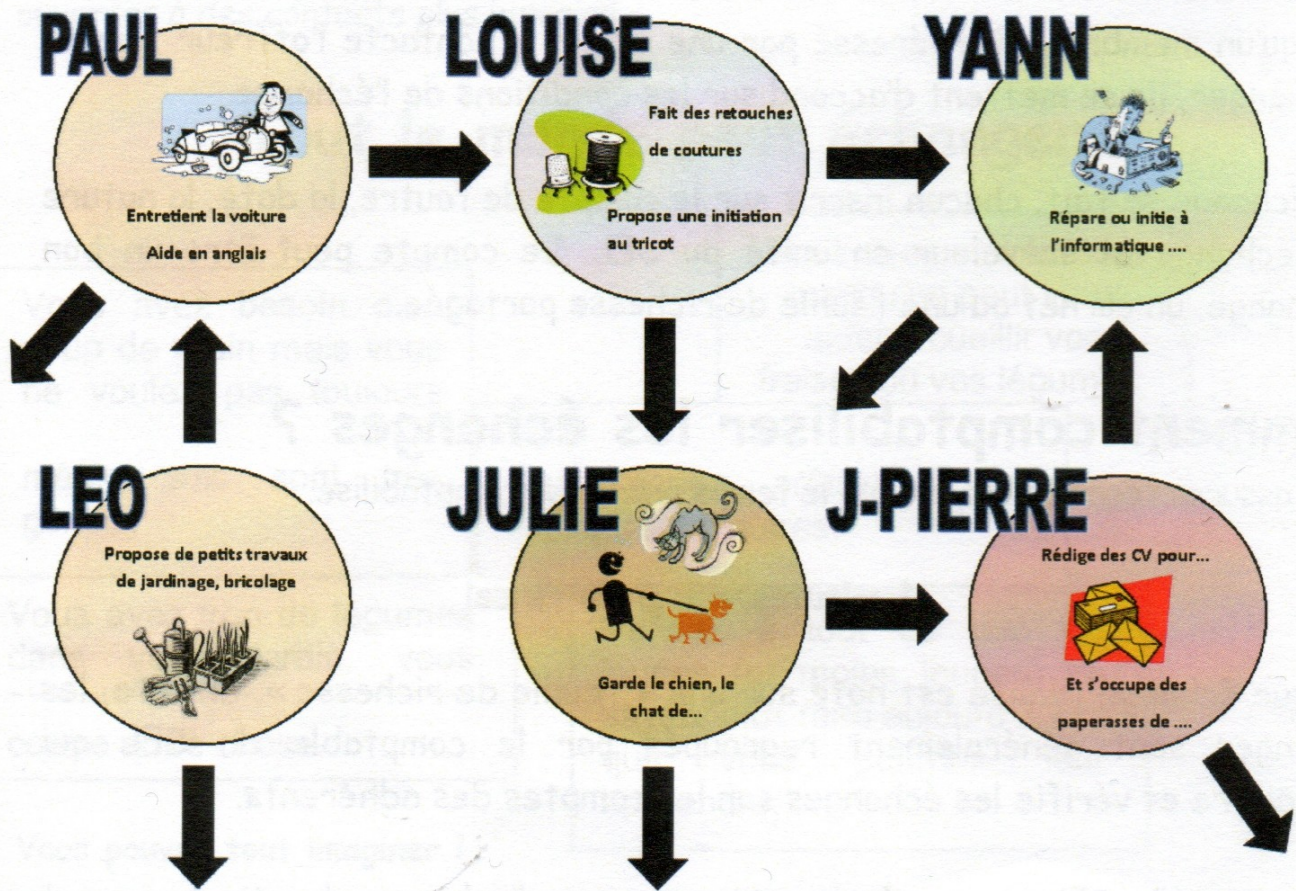 PAUL
Entretient la voiture
Aide en anglais
LOUISE
Fait des retouches
de coutures
Propose une initiation
au tricot
YANN
Répare ou initie à
l'informatique ....
LEO
Propose de petits travaux
de jardinage, bricolage
JULIE
Garde le chien, le
chat de...
J-PIERRE
Rédige des CV pour...
Et s'occupe des
paperasses de ....